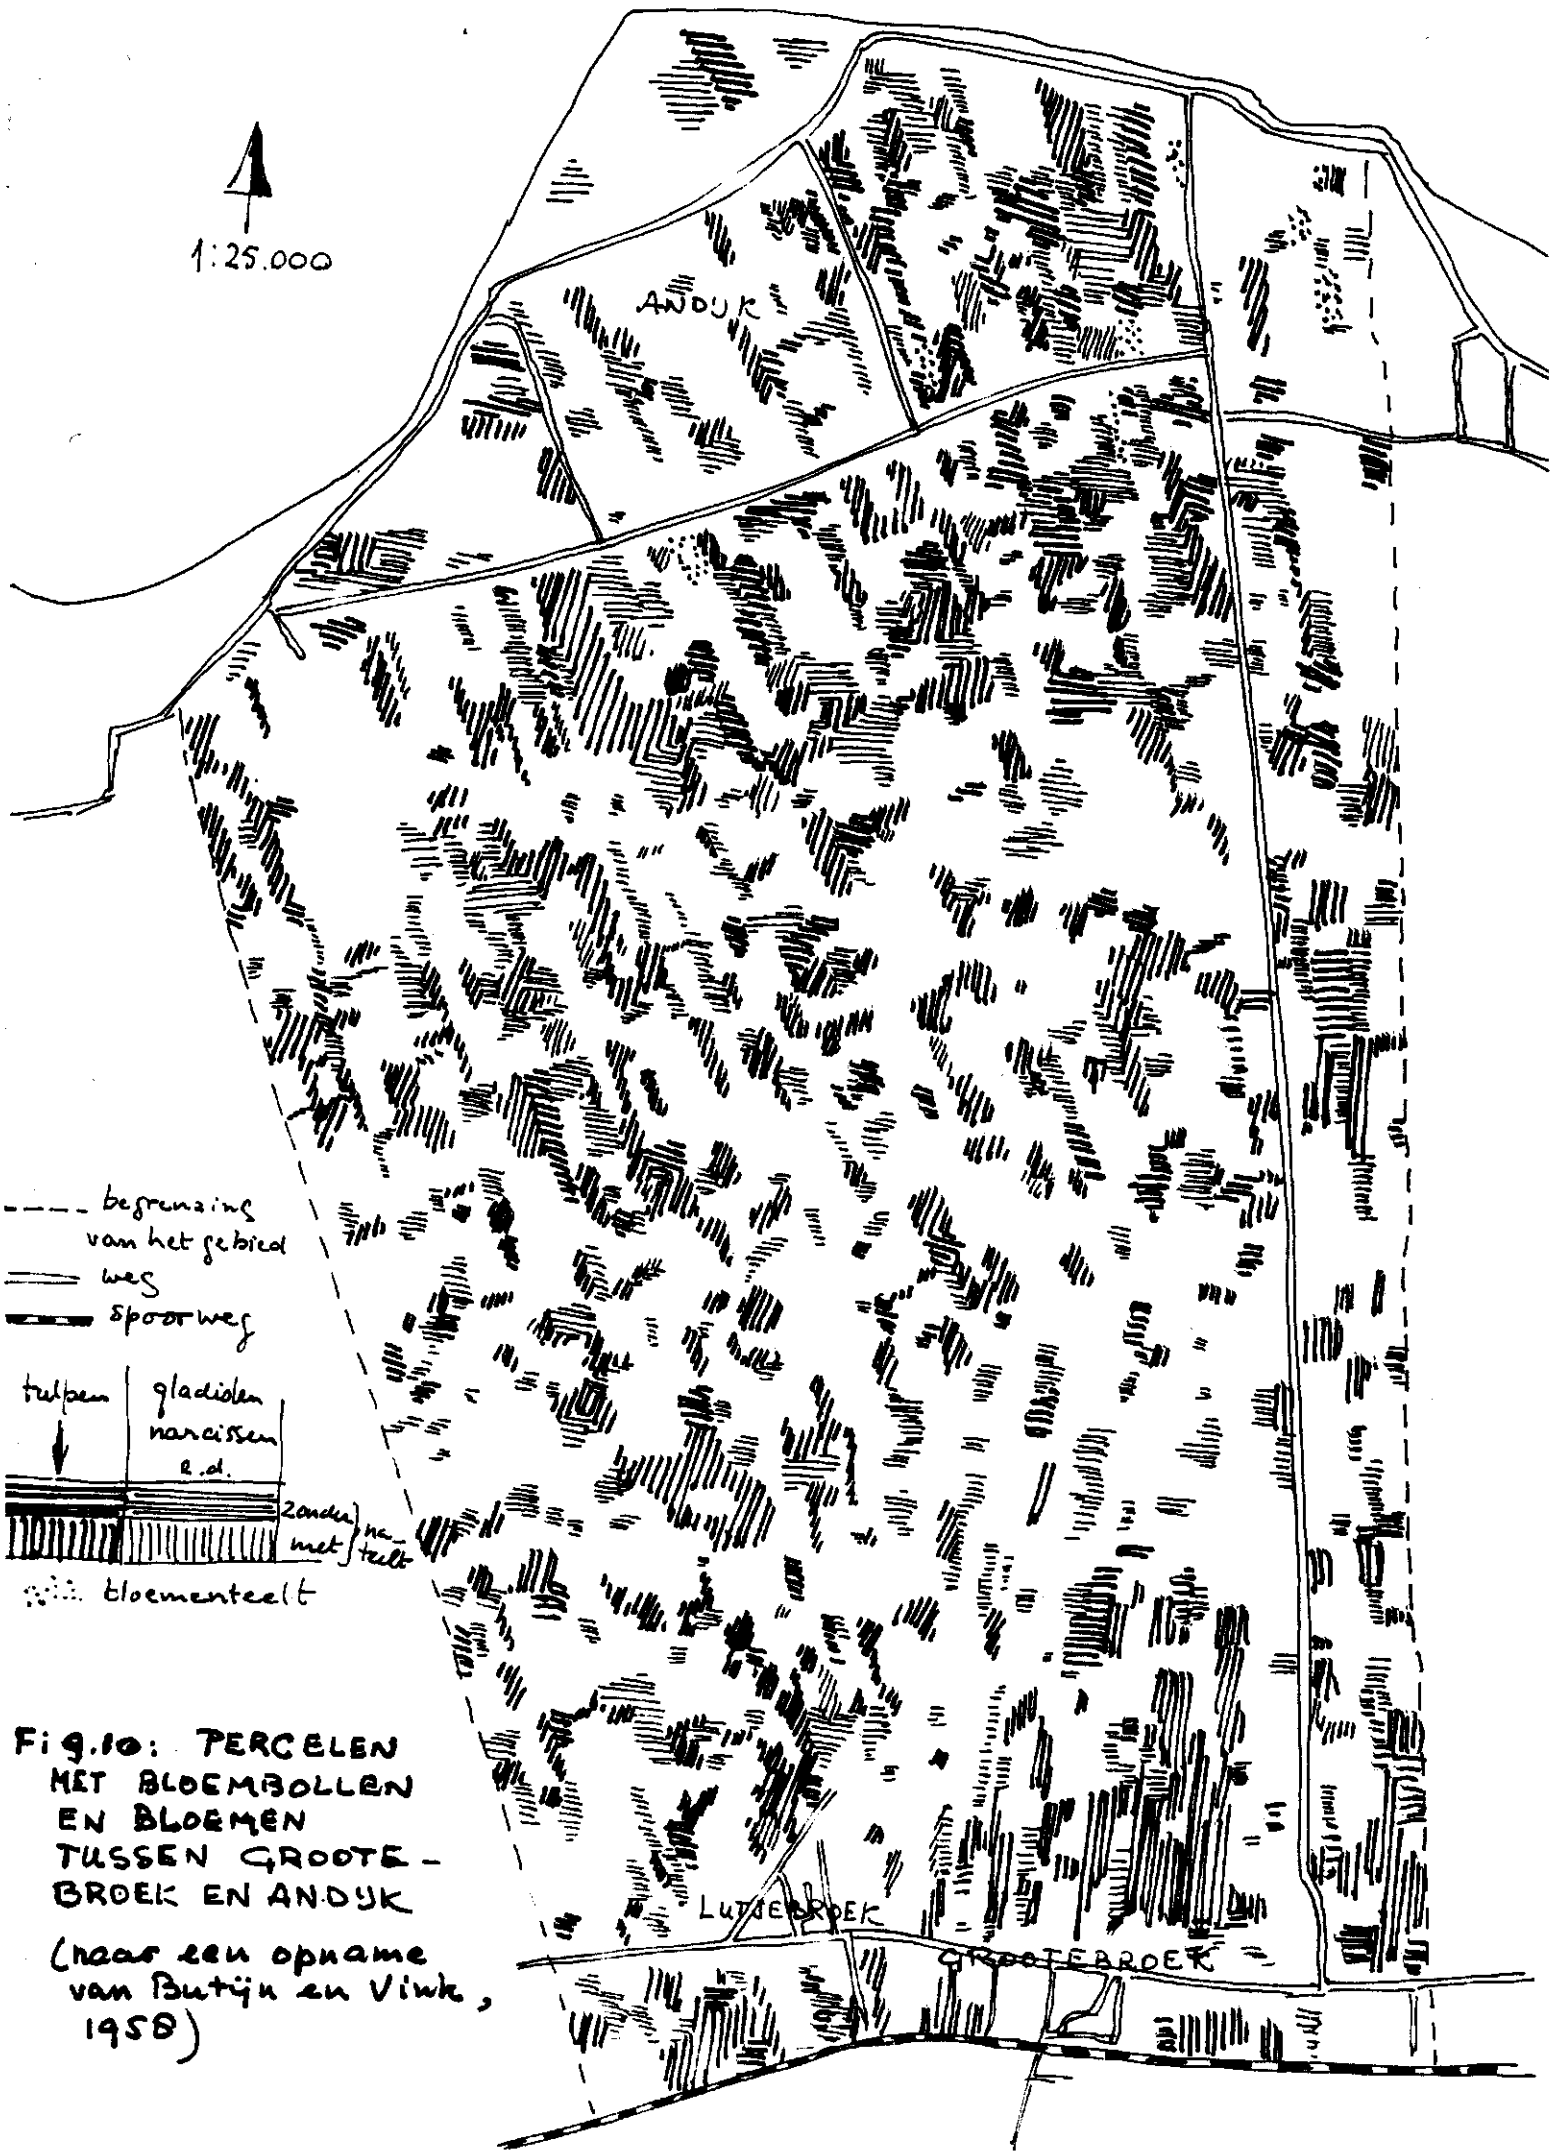 1:25.000
ANDIJK
begrenzing
van het gebied
weg
spoorweg
tulpen
gladiolen
narcissen
e.d.
zonder
met
na-
teelt
bloementeelt
Fig.10: PERCELEN
MET BLOEMBOLLEN
EN BLOEMEN
TUSSEN GROOTE-
BROEK EN ANDIJK
(naar een opname
van Butijn en Vink,
1958)
LUTJEBROEK
GROOTEBROEK